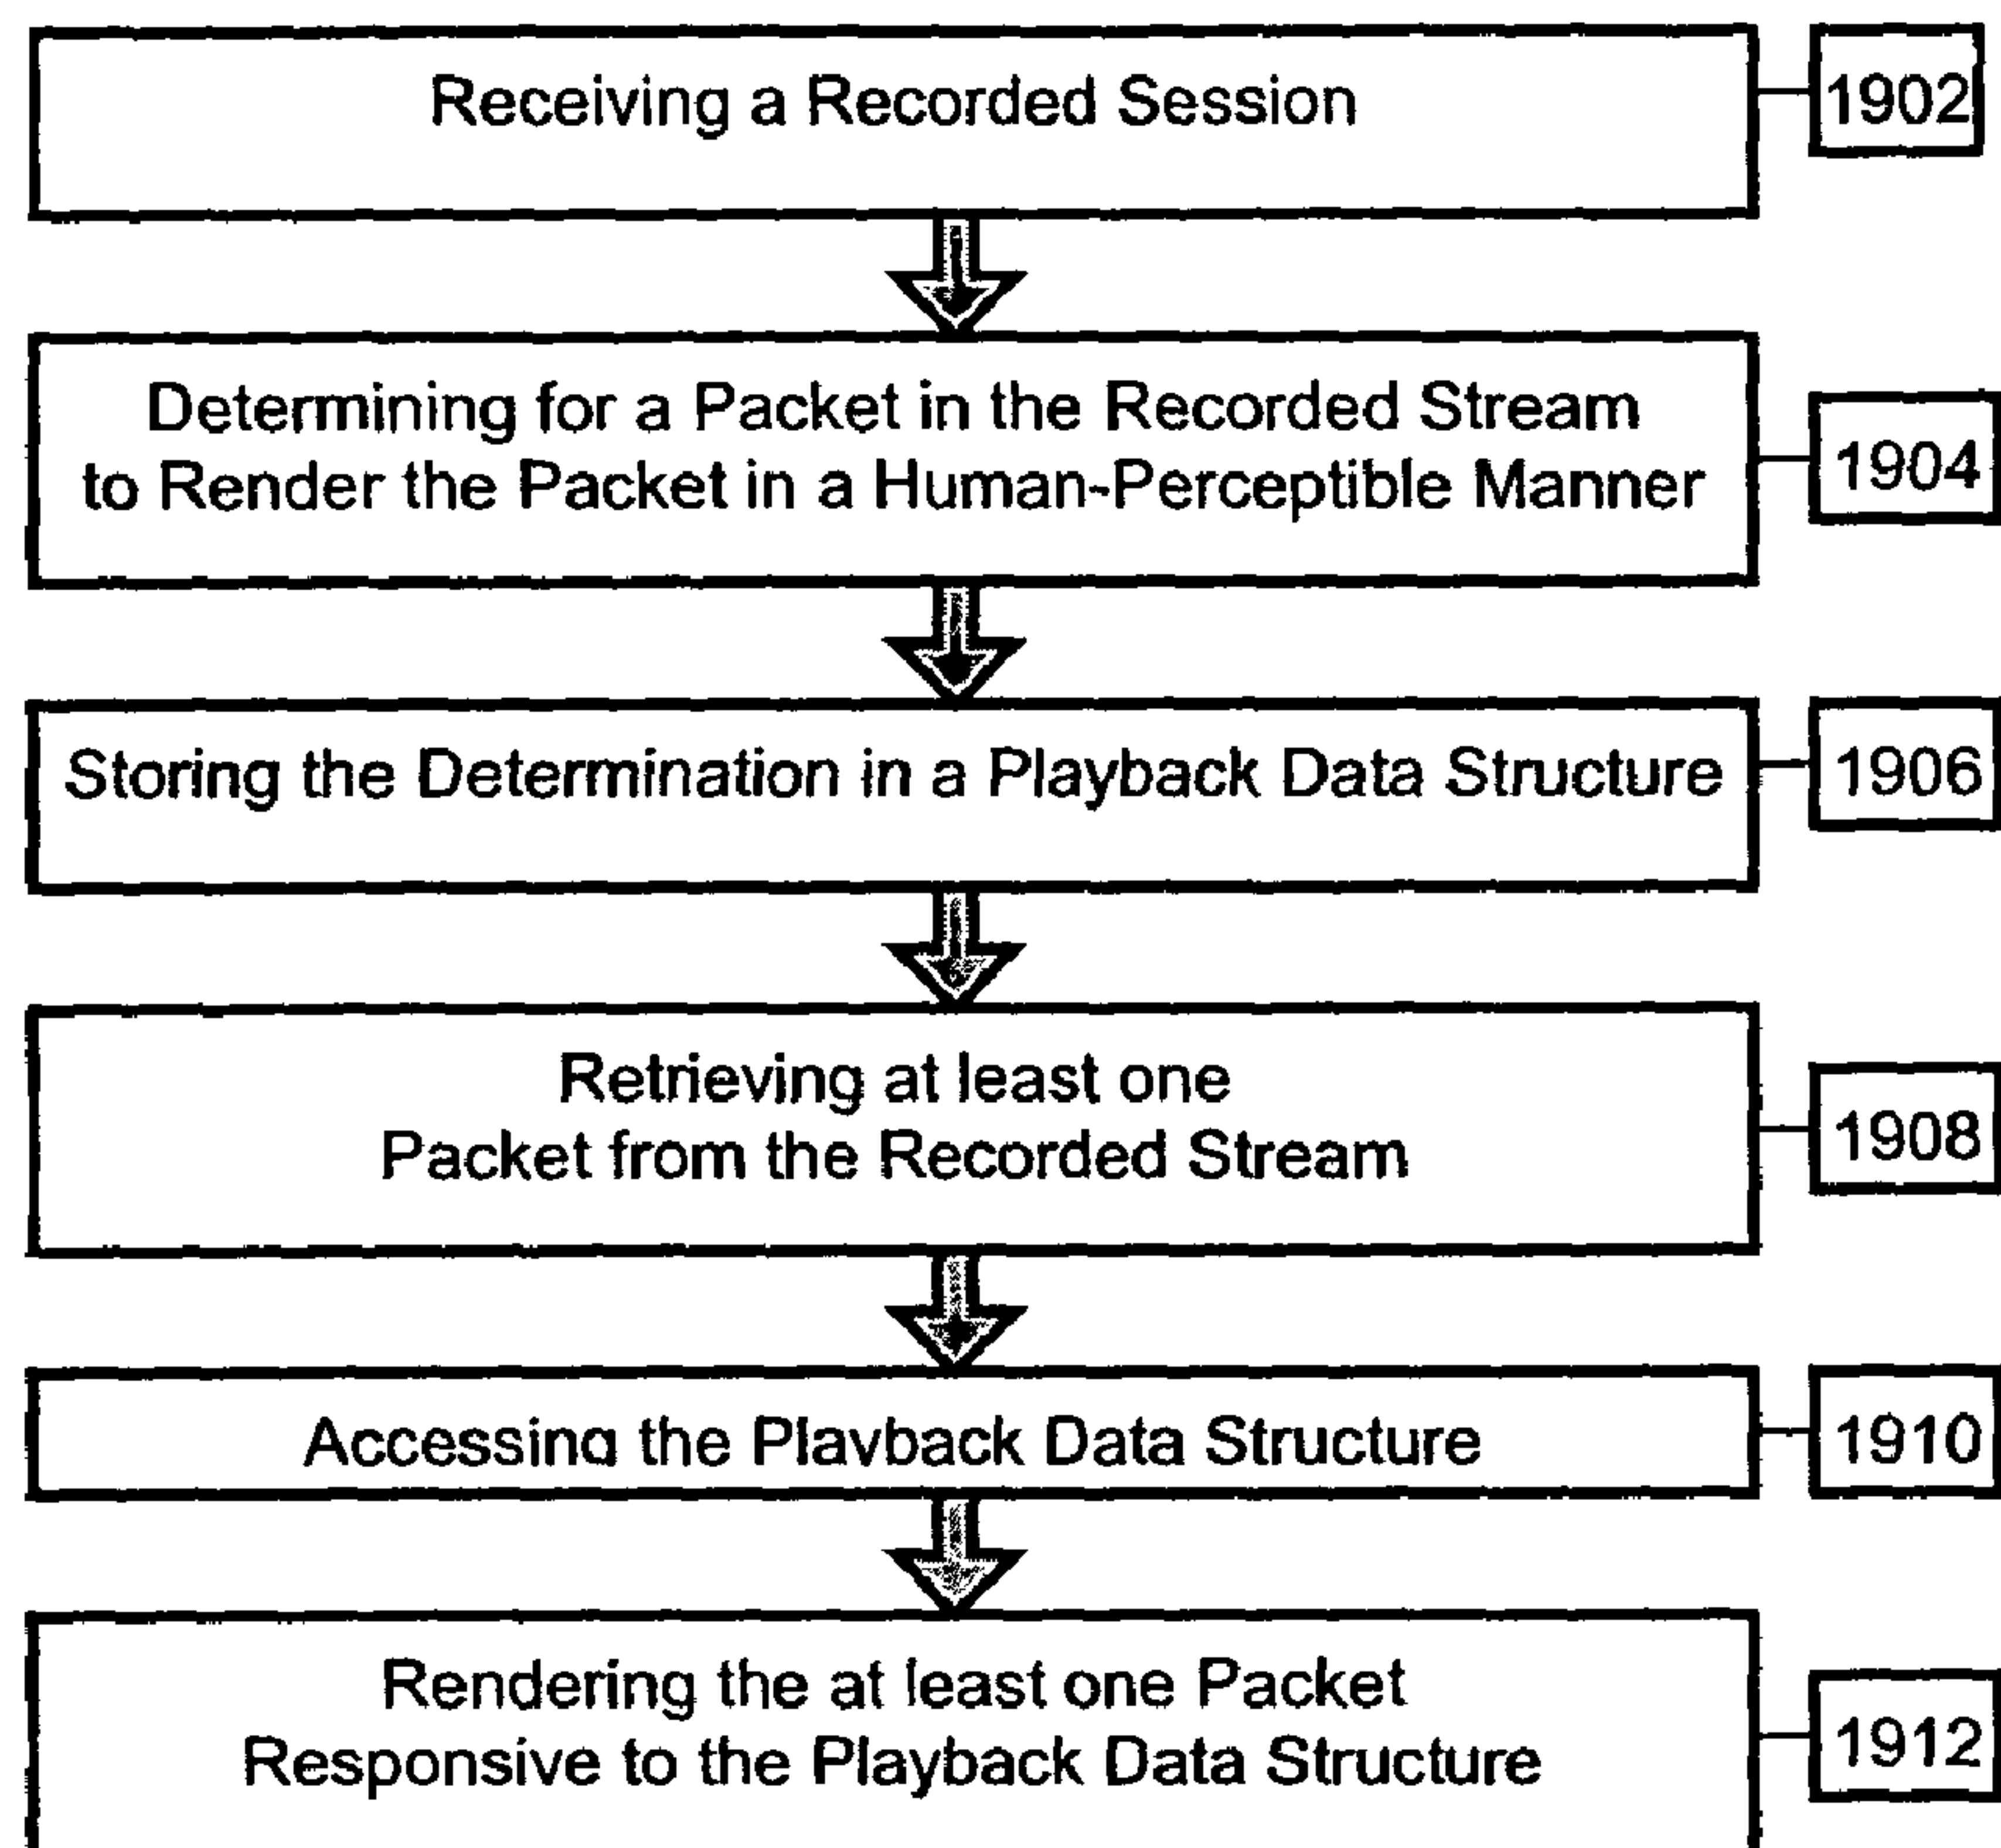 Receiving a Recorded Session
1902
Determining for a Packet in the Recorded Stream
to Render the Packet in a Human-Perceptible Manner
1904
Storing the Determination in a Playback Data Structure
1906
Retrieving at least one
Packet from the Recorded Stream
1908
Accessing the Playback Data Structure
1910
Rendering the at least one Packet
Responsive to the Playback Data Structure
1912